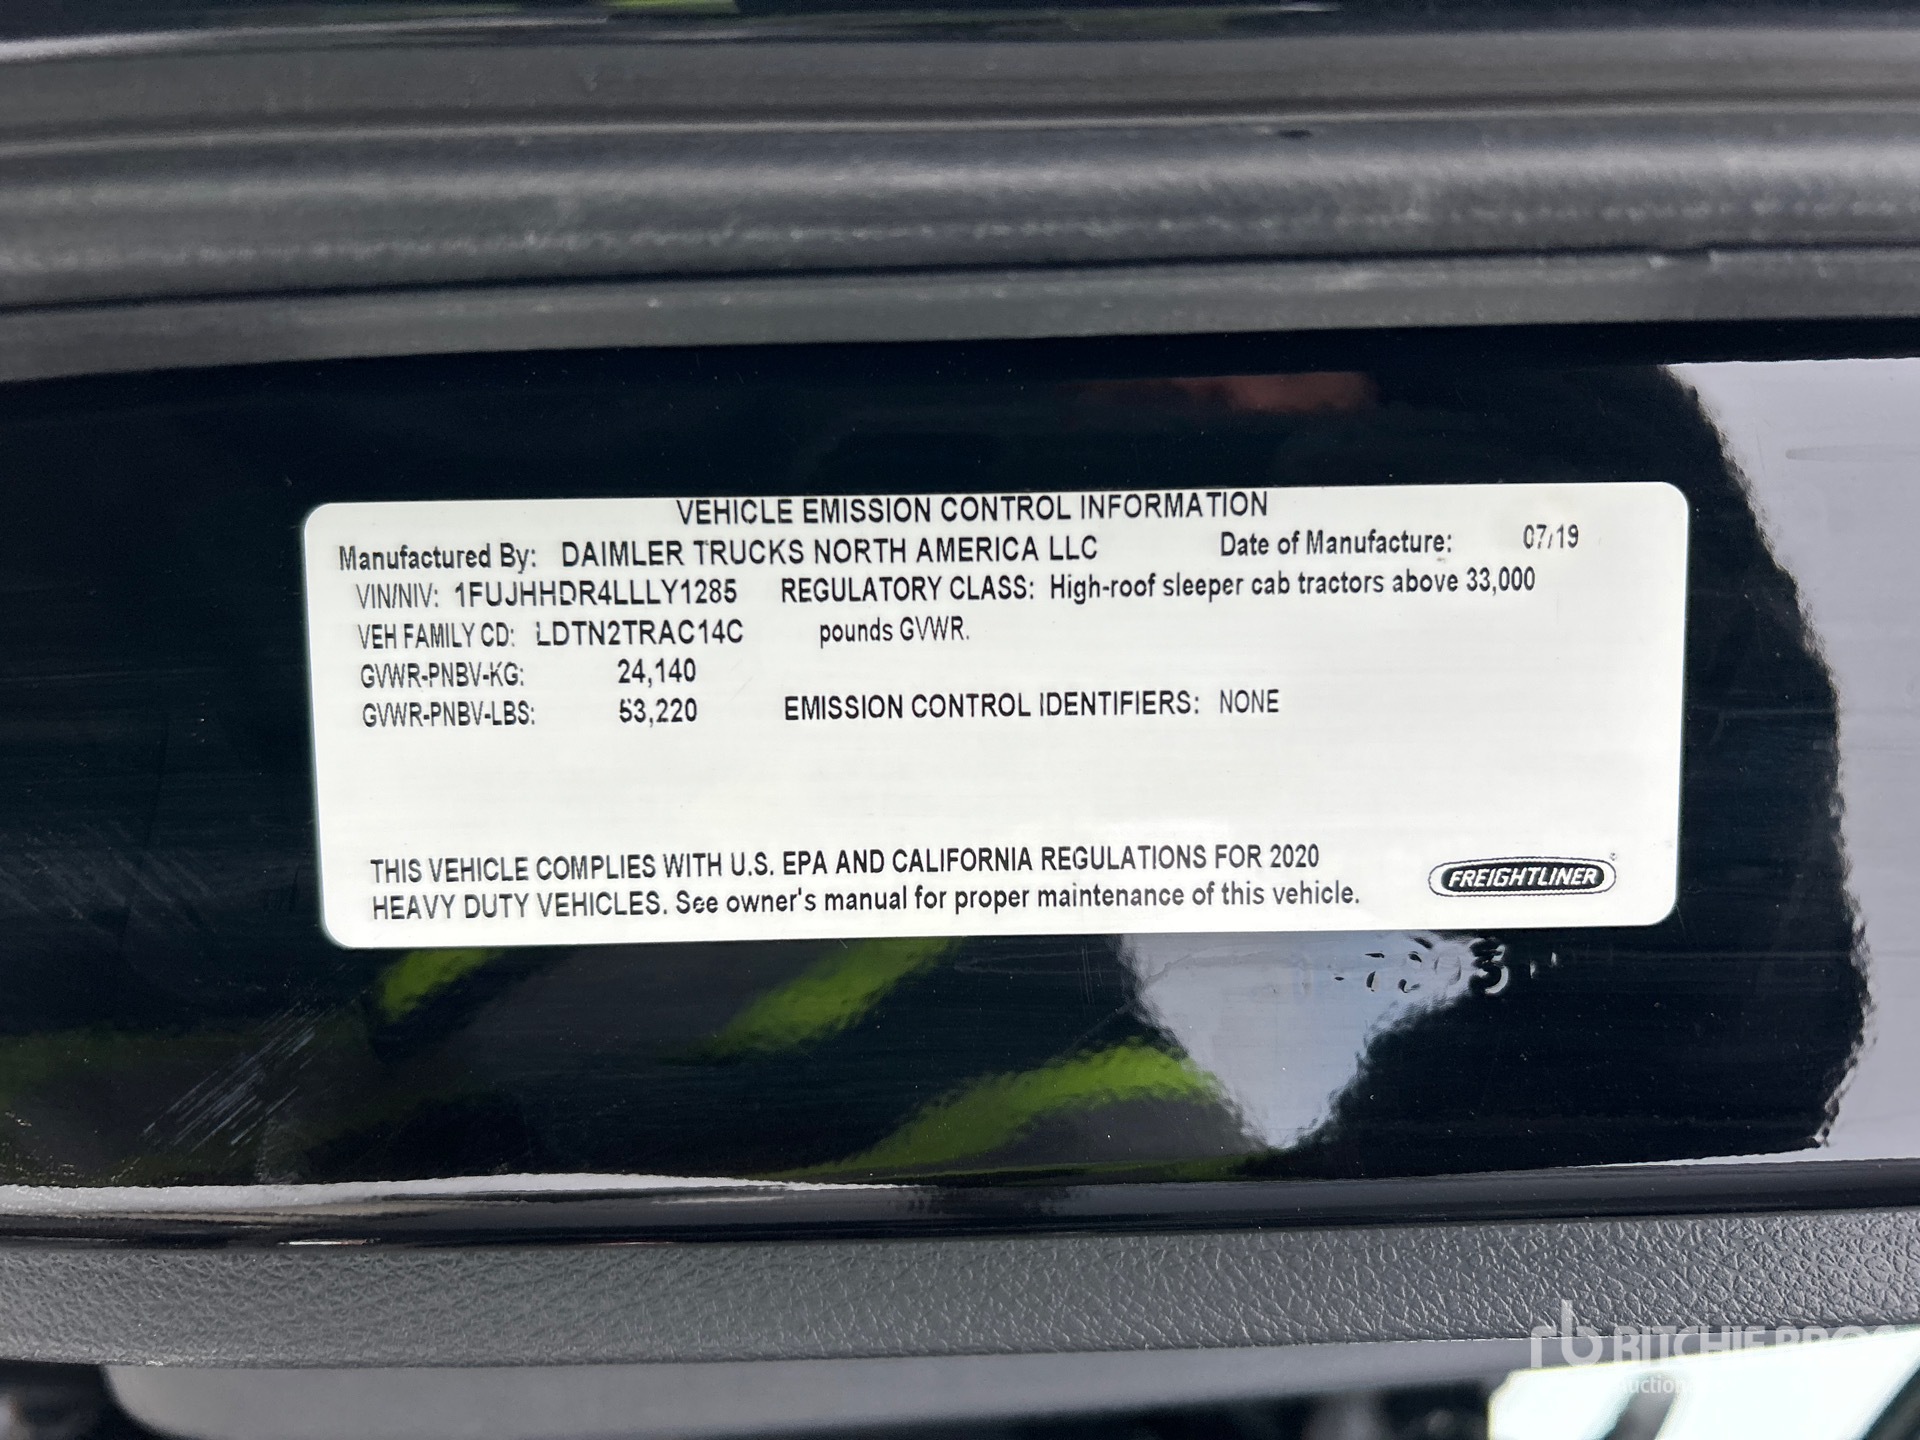 VEHICLE EMISSION CONTROL INFORMATION
Manufactured By: DAIMLER TRUCKS NORTH AMERICA LLC Date of Manufacture: 07/19
VIN/NIV: 1FUJHHDR4LLLY1285 REGULATORY CLASS: High-roof sleeper cab tractors above 33,000
VEH FAMILY CD: LDTN2TRAC14C pounds GVWR.
GVWR-PNBV-KG: 24,140
GVWR-PNBV-LBS: 53,220 EMISSION CONTROL IDENTIFIERS: NONE
THIS VEHICLE COMPLIES WITH U.S. EPA AND CALIFORNIA REGULATIONS FOR 2020
HEAVY DUTY VEHICLES. See owner's manual for proper maintenance of this vehicle.
FREIGHTLINER
rb RITCHIE